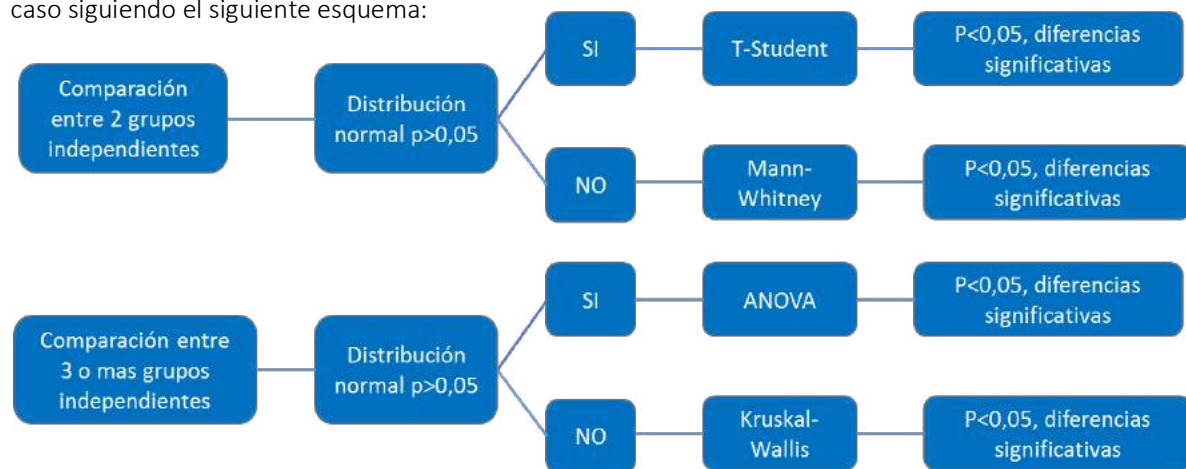 caso siguiendo el siguiente esquema:
Comparación
entre 2 grupos
independientes
Distribución
normal p>0,05
SI
T-Student
P<0,05, diferencias
significativas
NO
Mann-
Whitney
P<0,05, diferencias
significativas
Comparación entre
3 o mas grupos
independientes
Distribución
normal p>0,05
SI
ANOVA
P<0,05, diferencias
significativas
NO
Kruskal-
Wallis
P<0,05, diferencias
significativas